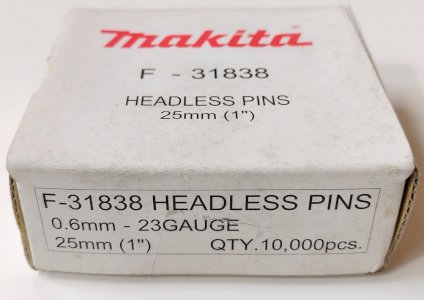 makita
F - 31838
HEADLESS PINS
25mm (1")
F-31838 HEADLESS PINS
0.6mm - 23GAUGE
25mm (1") QTY.10,000pcs.